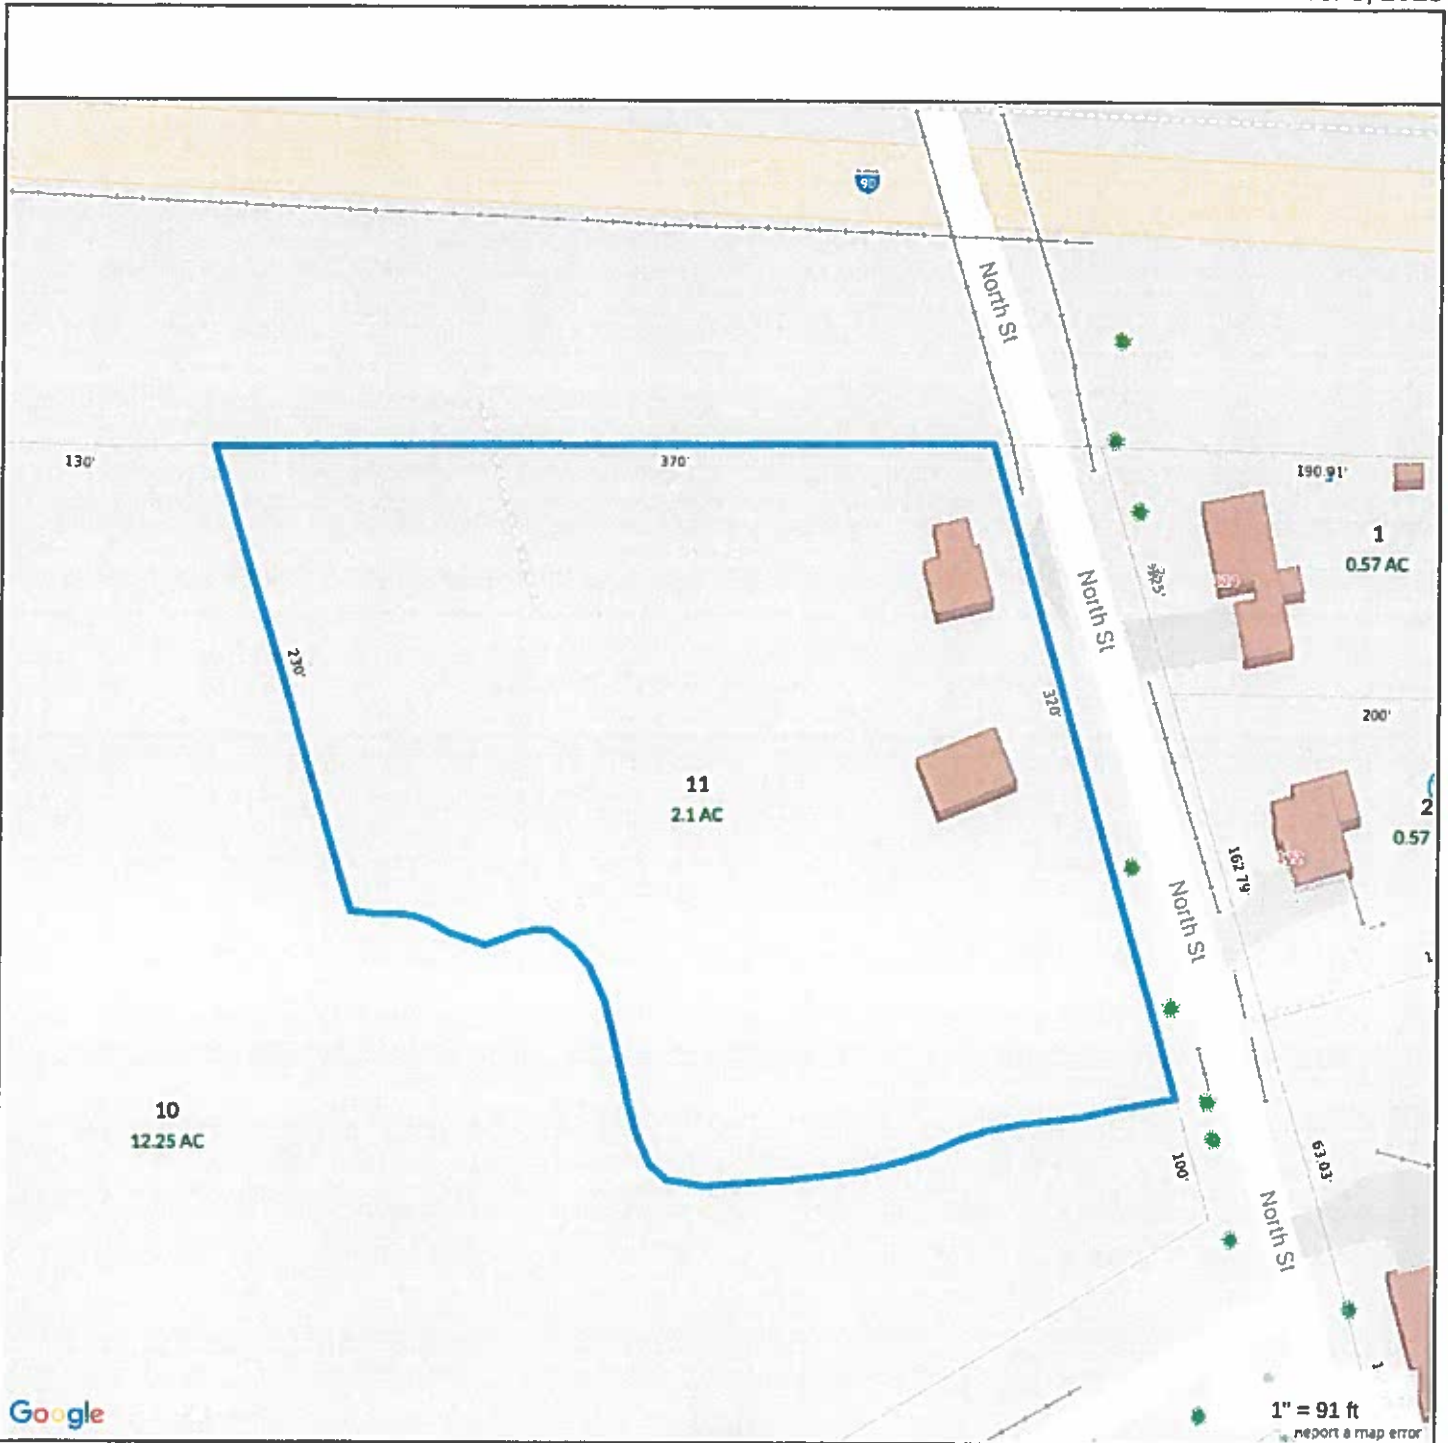 90
North St
130'
370'
190.91'
1
0.57 AC
North St
230'
320'
200'
11
2.1 AC
2
0.57
162.79'
North St
10
12.25 AC
100'
63.03'
North St
1
Google
1" = 91 ft
Report a map error